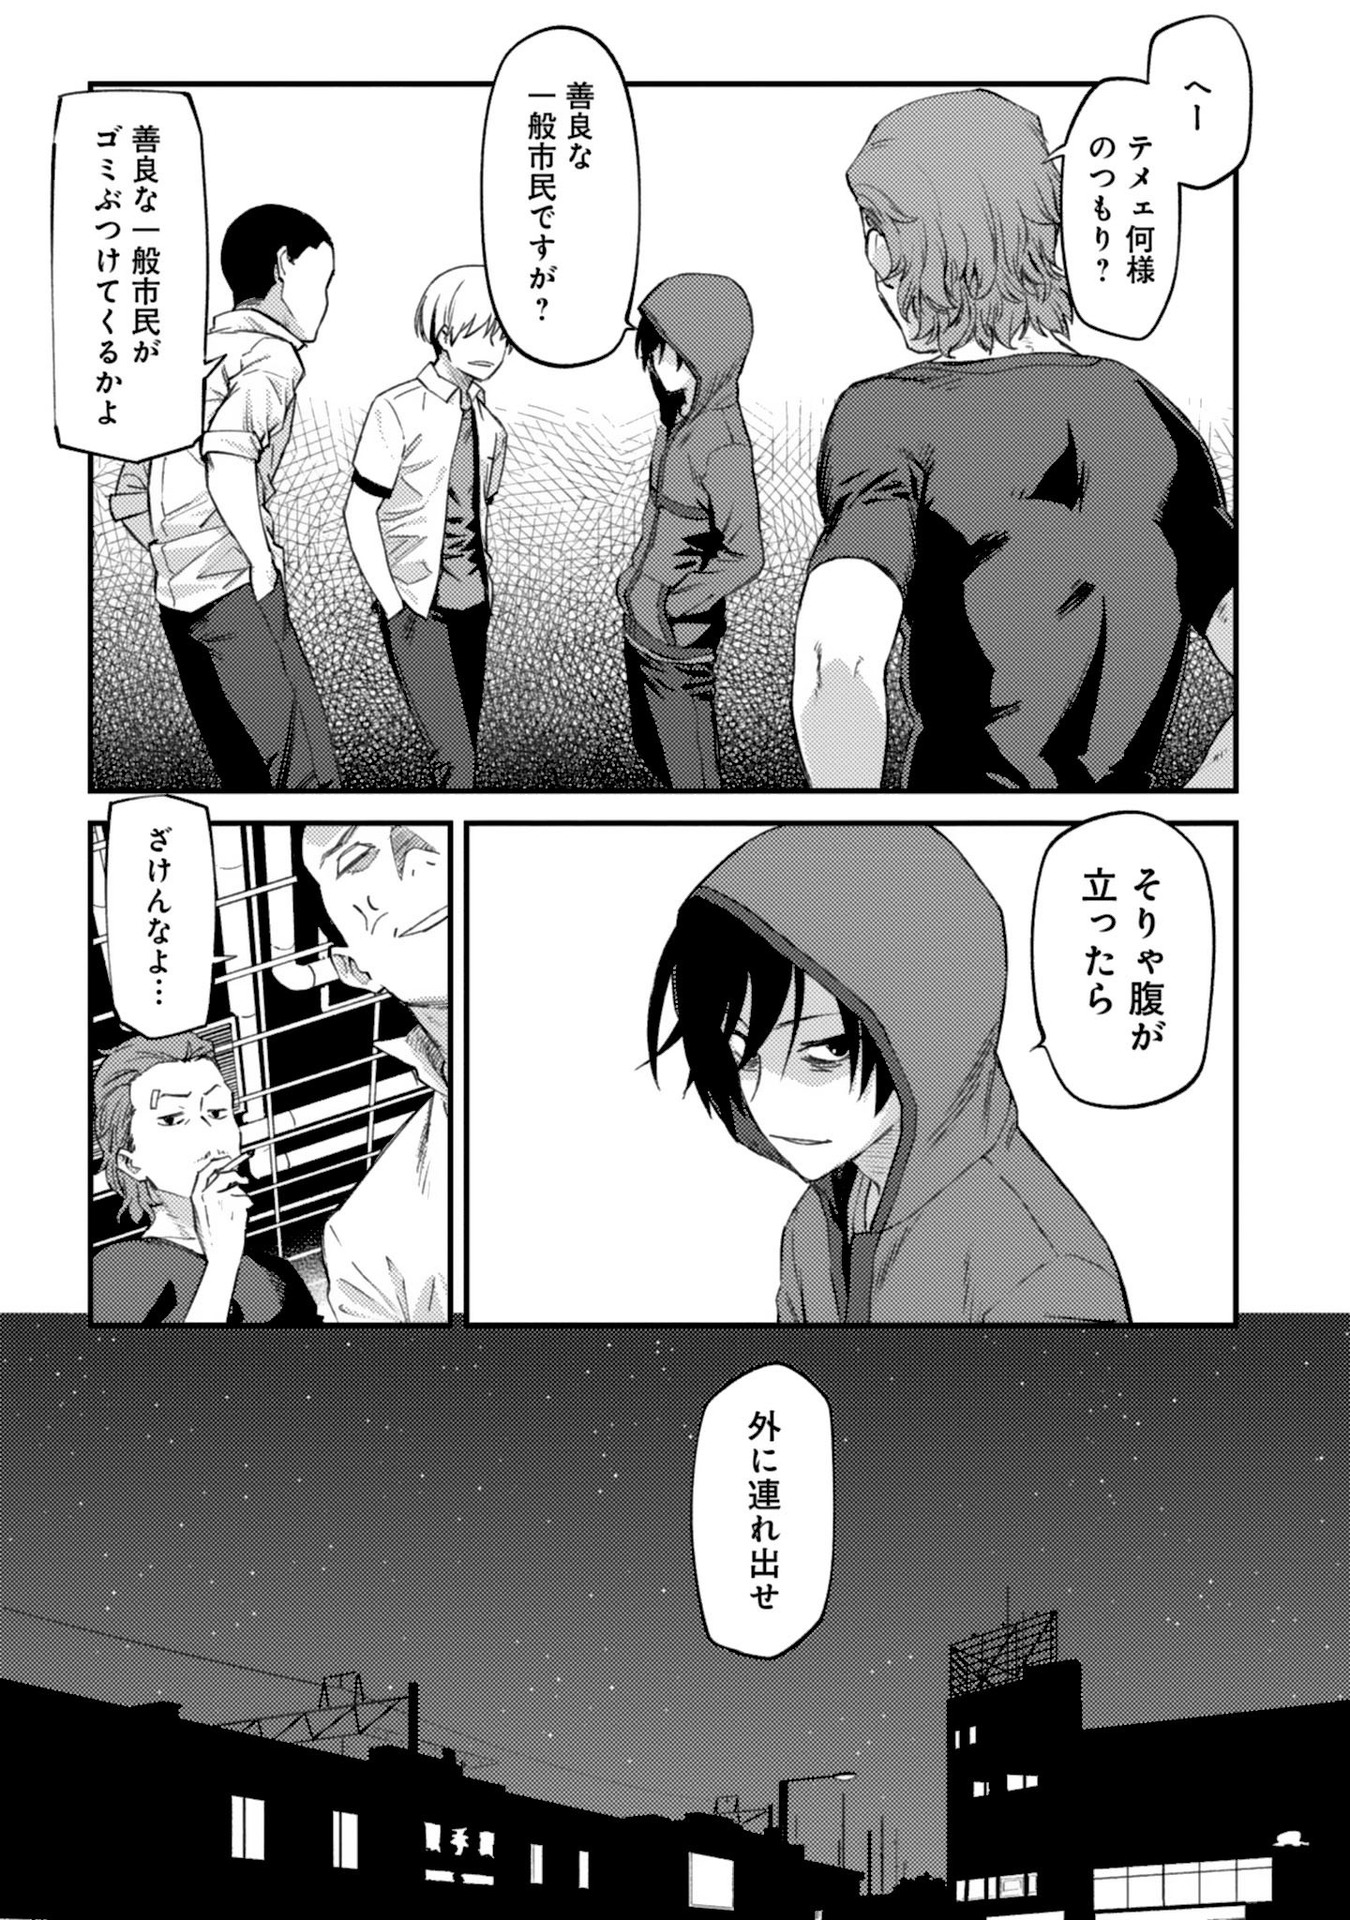 へー
テメェ何様
のつもり?
善良な
一般市民ですが?
善良な一般市民が
ゴミぶつけてくるかよ
そりゃ腹が
立ったら
ざけんなよ…
外に連れ出せ